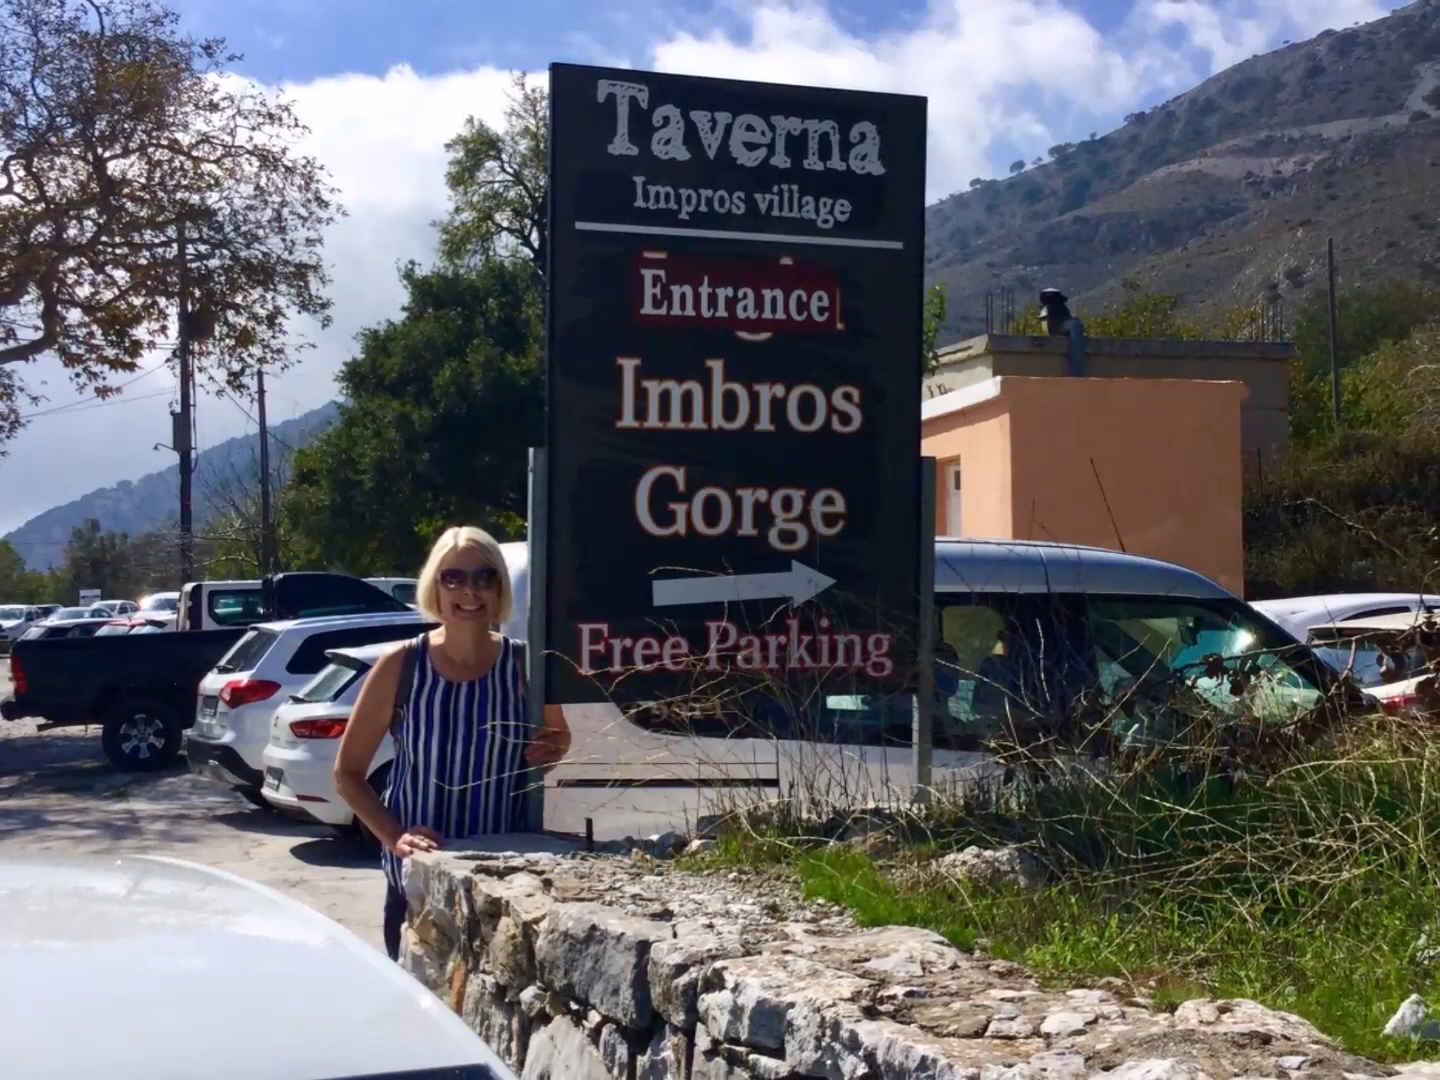 Taverna
Impros village
Entrance
Imbros
Gorge
Free Parking